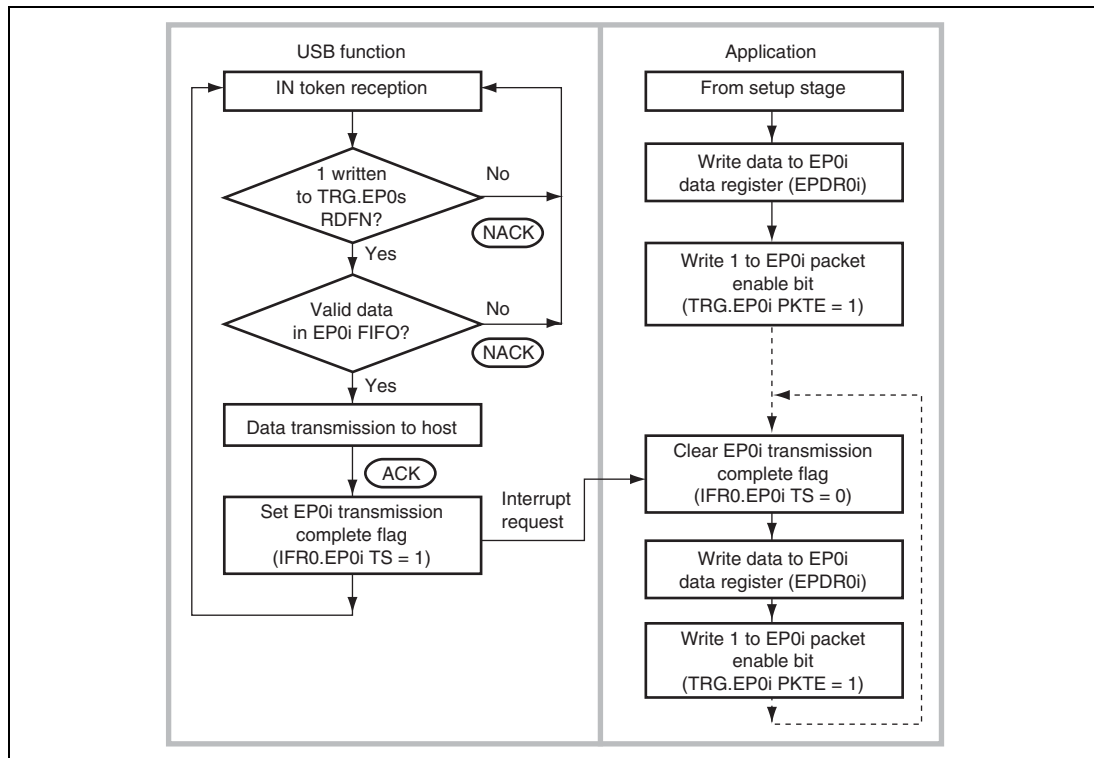 USB function
IN token reception
1 written
to TRG.EP0s
RDFN?
No
NACK
Yes
Valid data
in EP0i FIFO?
No
NACK
Yes
Data transmission to host
ACK
Set EP0i transmission
complete flag
(IFR0.EP0i TS = 1)
Interrupt
request
Application
From setup stage
Write data to EP0i
data register (EPDR0i)
Write 1 to EP0i packet
enable bit
(TRG.EP0i PKTE = 1)
Clear EP0i transmission
complete flag
(IFR0.EP0i TS = 0)
Write data to EP0i
data register (EPDR0i)
Write 1 to EP0i packet
enable bit
(TRG.EP0i PKTE = 1)